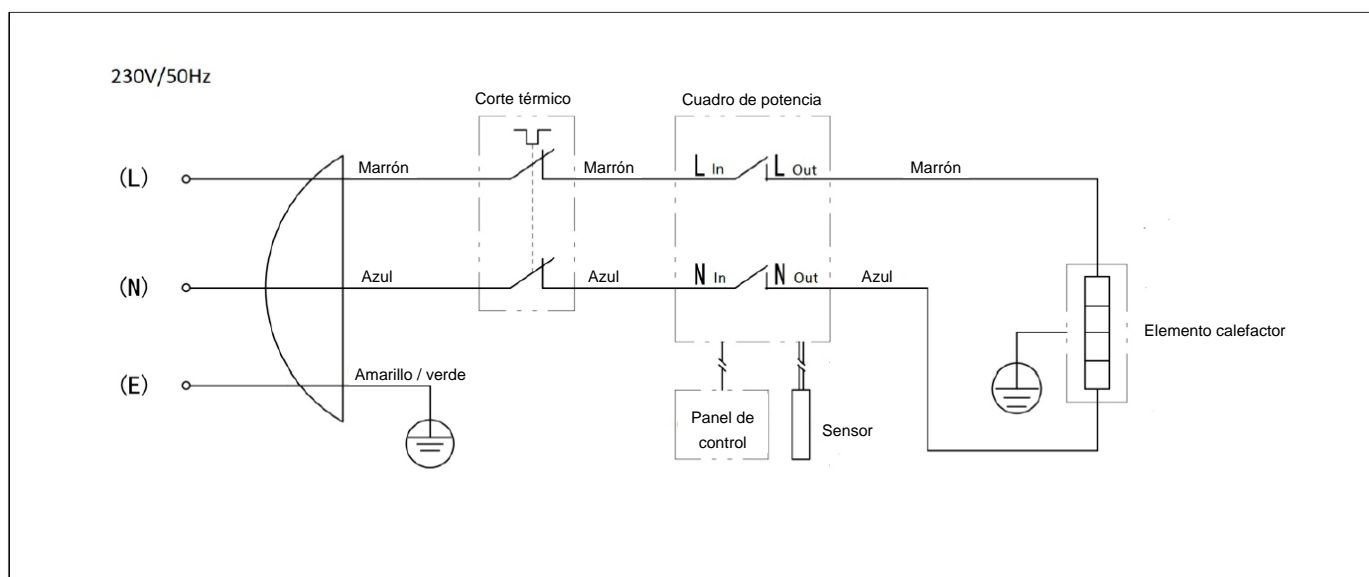 230V/50Hz
Corte térmico
Cuadro de potencia
(L)
Marrón
Marrón
L In
L Out
Marrón
(N)
Azul
Azul
N In
N Out
Azul
Elemento calefactor
(E)
Amarillo / verde
Panel de
control
Sensor